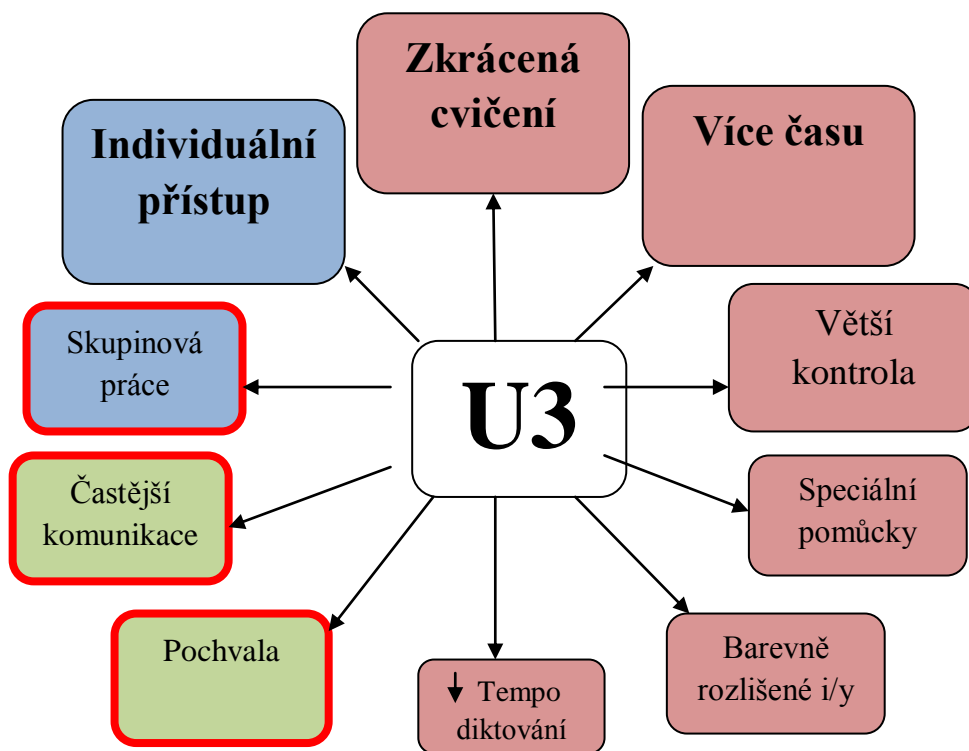 Zkrácená
cvičení
Individuální
přístup
Více času
Skupinová
práce
U3
Větší
kontrola
Častější
komunikace
Speciální
pomůcky
Pochvala
↓ Tempo
diktování
Barevně
rozlišené i/y